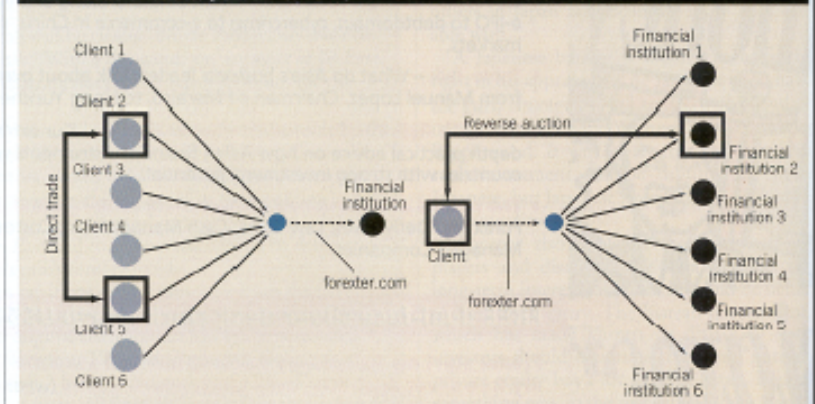 Client 1
Client 2
Client 3
Client 4
Client 5
Client 6
Direct trade
Financial
institution
forexter.com
Reverse auction
Client
forexter.com
Financial
institution 1
Financial
institution 2
Financial
institution 3
Financial
institution 4
Financial
institution 5
Financial
institution 6